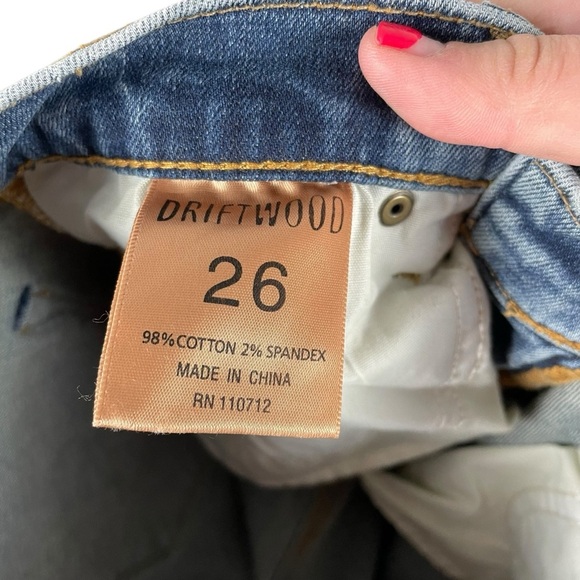 DRIFTWOOD
26
98% COTTON 2% SPANDEX
MADE IN CHINA
RN 110712